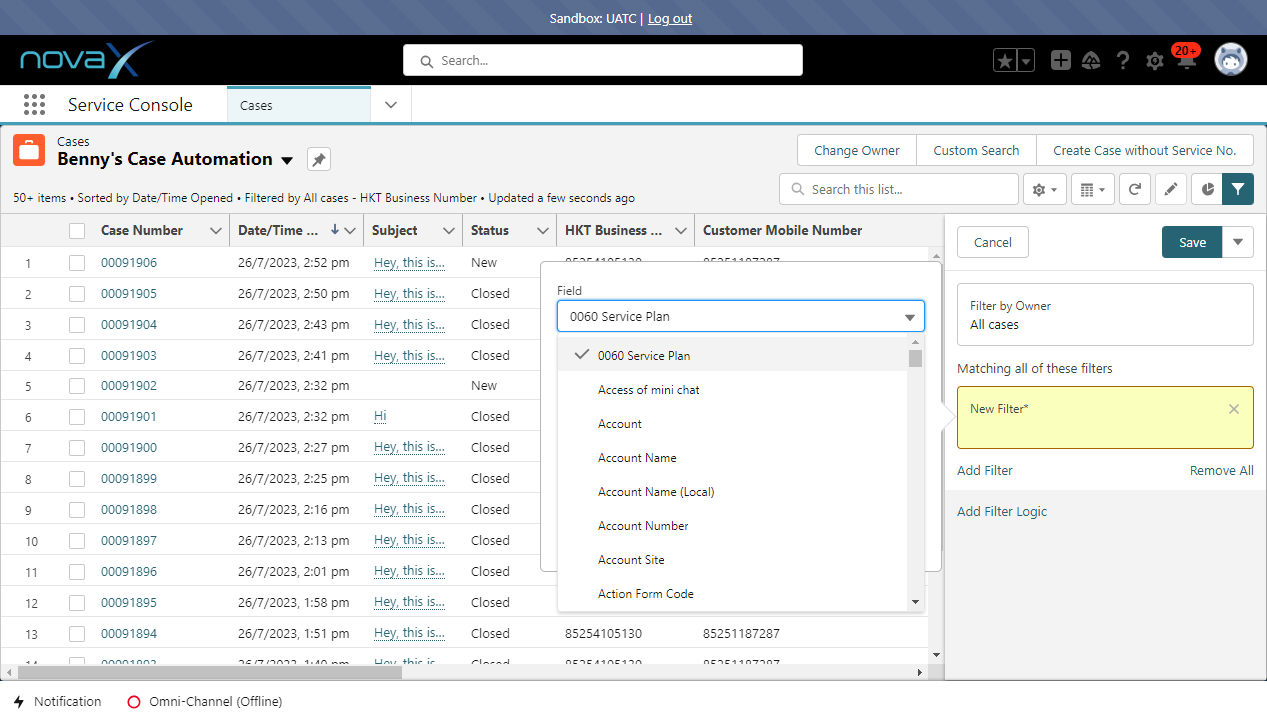 Sandbox: UATC | Log out
novaX
Search...
20+
Service Console
Cases
Cases
Benny's Case Automation
Change Owner
Custom Search
Create Case without Service No.
50+ items • Sorted by Date/Time Opened • Filtered by All cases - HKT Business Number • Updated a few seconds ago
Search this list...
Case Number Date/Time ... Subject Status HKT Business ... Customer Mobile Number
1 00091906 26/7/2023, 2:52 pm Hey, this is... New 85254105130 85251187287
2 00091905 26/7/2023, 2:50 pm Hey, this is... Closed
3 00091904 26/7/2023, 2:43 pm Hey, this is... Closed
4 00091903 26/7/2023, 2:41 pm Hey, this is... Closed
5 00091902 26/7/2023, 2:32 pm New
6 00091901 26/7/2023, 2:32 pm Hi Closed
7 00091900 26/7/2023, 2:27 pm Hey, this is... Closed
8 00091899 26/7/2023, 2:25 pm Hey, this is... Closed
9 00091898 26/7/2023, 2:16 pm Hey, this is... Closed
10 00091897 26/7/2023, 2:13 pm Hey, this is... Closed
11 00091896 26/7/2023, 2:01 pm Hey, this is... Closed
12 00091895 26/7/2023, 1:58 pm Hey, this is... Closed
13 00091894 26/7/2023, 1:51 pm Hey, this is... Closed 85254105130 85251187287
Field
0060 Service Plan
0060 Service Plan
Access of mini chat
Account
Account Name
Account Name (Local)
Account Number
Account Site
Action Form Code
Cancel
Save
Filter by Owner
All cases
Matching all of these filters
New Filter*
Add Filter
Remove All
Add Filter Logic
Notification
Omni-Channel (Offline)